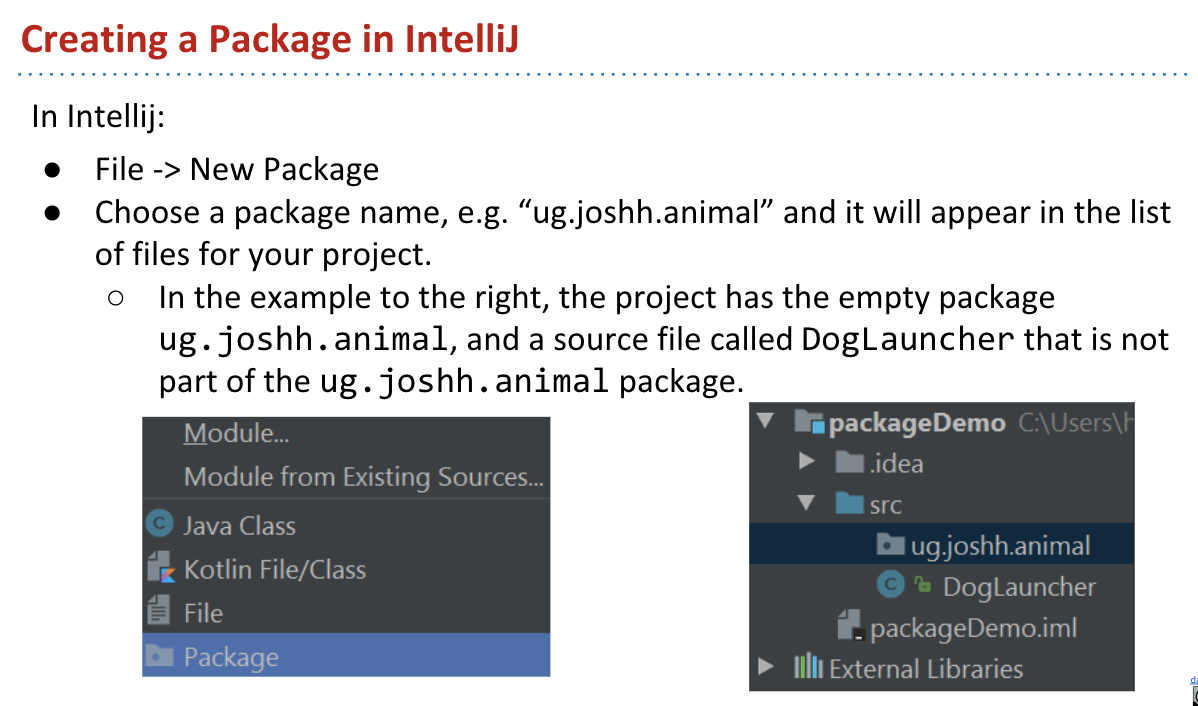 Creating a Package in IntelliJ
In Intellij:
● File -> New Package
● Choose a package name, e.g. “ug.joshh.animal” and it will appear in the list
of files for your project.
○ In the example to the right, the project has the empty package
ug.joshh.animal, and a source file called DogLauncher that is not
part of the ug.joshh.animal package.
Module...
Module from Existing Sources...
Java Class
Kotlin File/Class
File
Package
packageDemo C:\Users\h
.idea
src
ug.joshh.animal
DogLauncher
packageDemo.iml
External Libraries